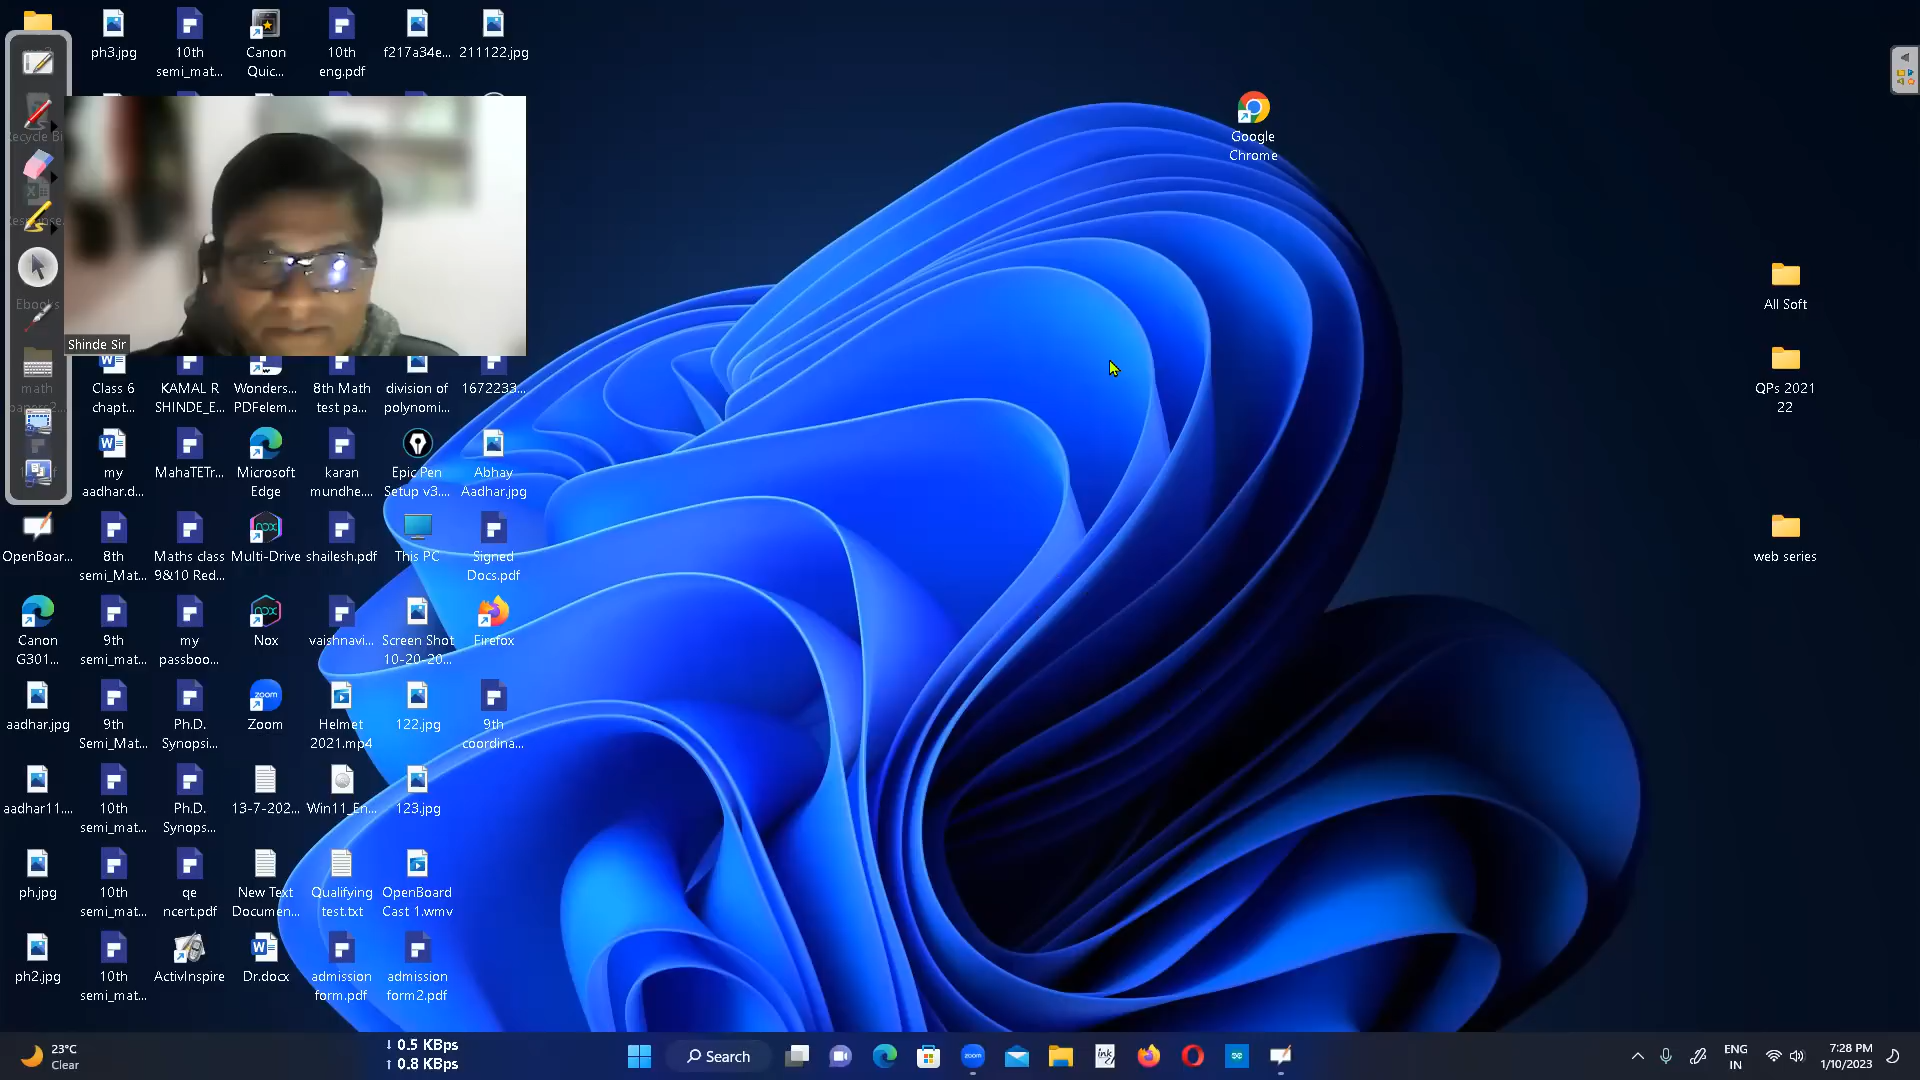 ph3.jpg
10th
semi_mat...
Canon
Quic...
10th
eng.pdf
f217a34e...
211122.jpg
Google
Chrome
All Soft
QPs 2021
22
web series
Shinde Sir
Class 6
chapt...
KAMAL R
SHINDE_E...
Wonders...
PDFelem...
8th Math
test pa...
division of
polynomi...
1672233...
my
aadhar.d...
MahaTETr...
Microsoft
Edge
karan
mundhe....
Epic Pen
Setup v3....
Abhay
Aadhar.jpg
OpenBoar...
8th
semi_Mat...
Maths class
9&10 Red...
Multi-Drive
shailesh.pdf
This PC
Signed
Docs.pdf
Canon
G301...
9th
semi_mat...
my
passboo...
Nox
vaishnavi...
Screen Shot
10-20-20...
Firefox
aadhar.jpg
9th
Semi_Mat...
Ph.D.
Synopsi...
Zoom
Helmet
2021.mp4
122.jpg
9th
coordina...
aadhar11....
10th
semi_mat...
Ph.D.
Synops...
13-7-202...
Win11_En...
123.jpg
ph.jpg
10th
semi_mat...
qe
ncert.pdf
New Text
Documen...
Qualifying
test.txt
OpenBoard
Cast 1.wmv
ph2.jpg
10th
semi_mat...
ActivInspire
Dr.docx
admission
form.pdf
admission
form2.pdf
23°C
Clear
↓ 0.5 KBps
↑ 0.8 KBps
Search
ENG
IN
7:28 PM
1/10/2023